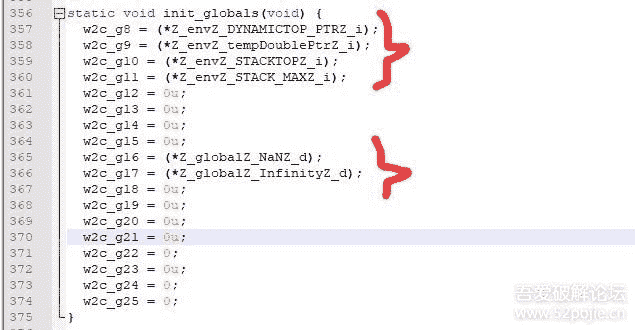 356 static void init_globals(void) {
357 w2c_g8 = (*Z_envZ_DYNAMICTOP_PTRZ_i);
358 w2c_g9 = (*Z_envZ_tempDoublePtrZ_i);
359 w2c_g10 = (*Z_envZ_STACKTOPZ_i);
360 w2c_g11 = (*Z_envZ_STACK_MAXZ_i);
361 w2c_g12 = 0u;
362 w2c_g13 = 0u;
363 w2c_g14 = 0u;
364 w2c_g15 = 0u;
365 w2c_g16 = (*Z_globalZ_NaNZ_d);
366 w2c_g17 = (*Z_globalZ_InfinityZ_d);
367 w2c_g18 = 0u;
368 w2c_g19 = 0u;
369 w2c_g20 = 0u;
370 w2c_g21 = 0u;
371 w2c_g22 = 0;
372 w2c_g23 = 0u;
373 w2c_g24 = 0;
374 w2c_g25 = 0;
375 }
吾爱破解论坛
www.52pojie.cn